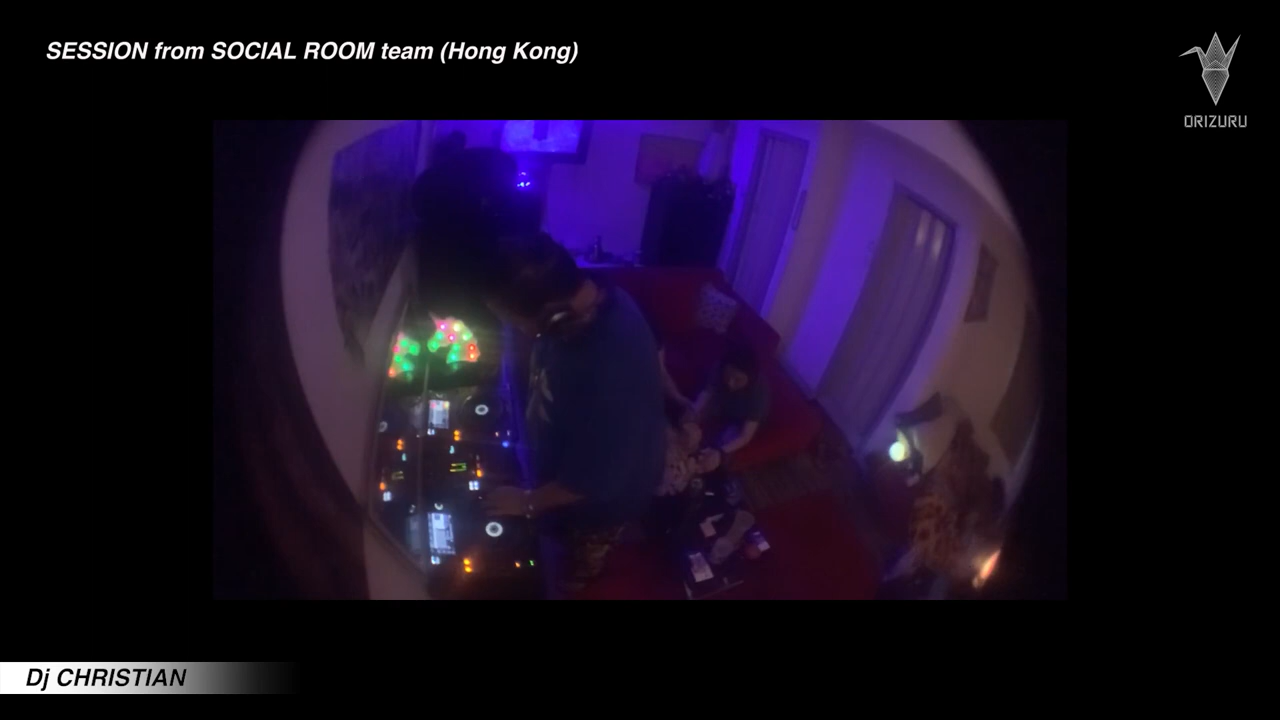 SESSION from SOCIAL ROOM team (Hong Kong)
ORIZURU
Dj CHRISTIAN